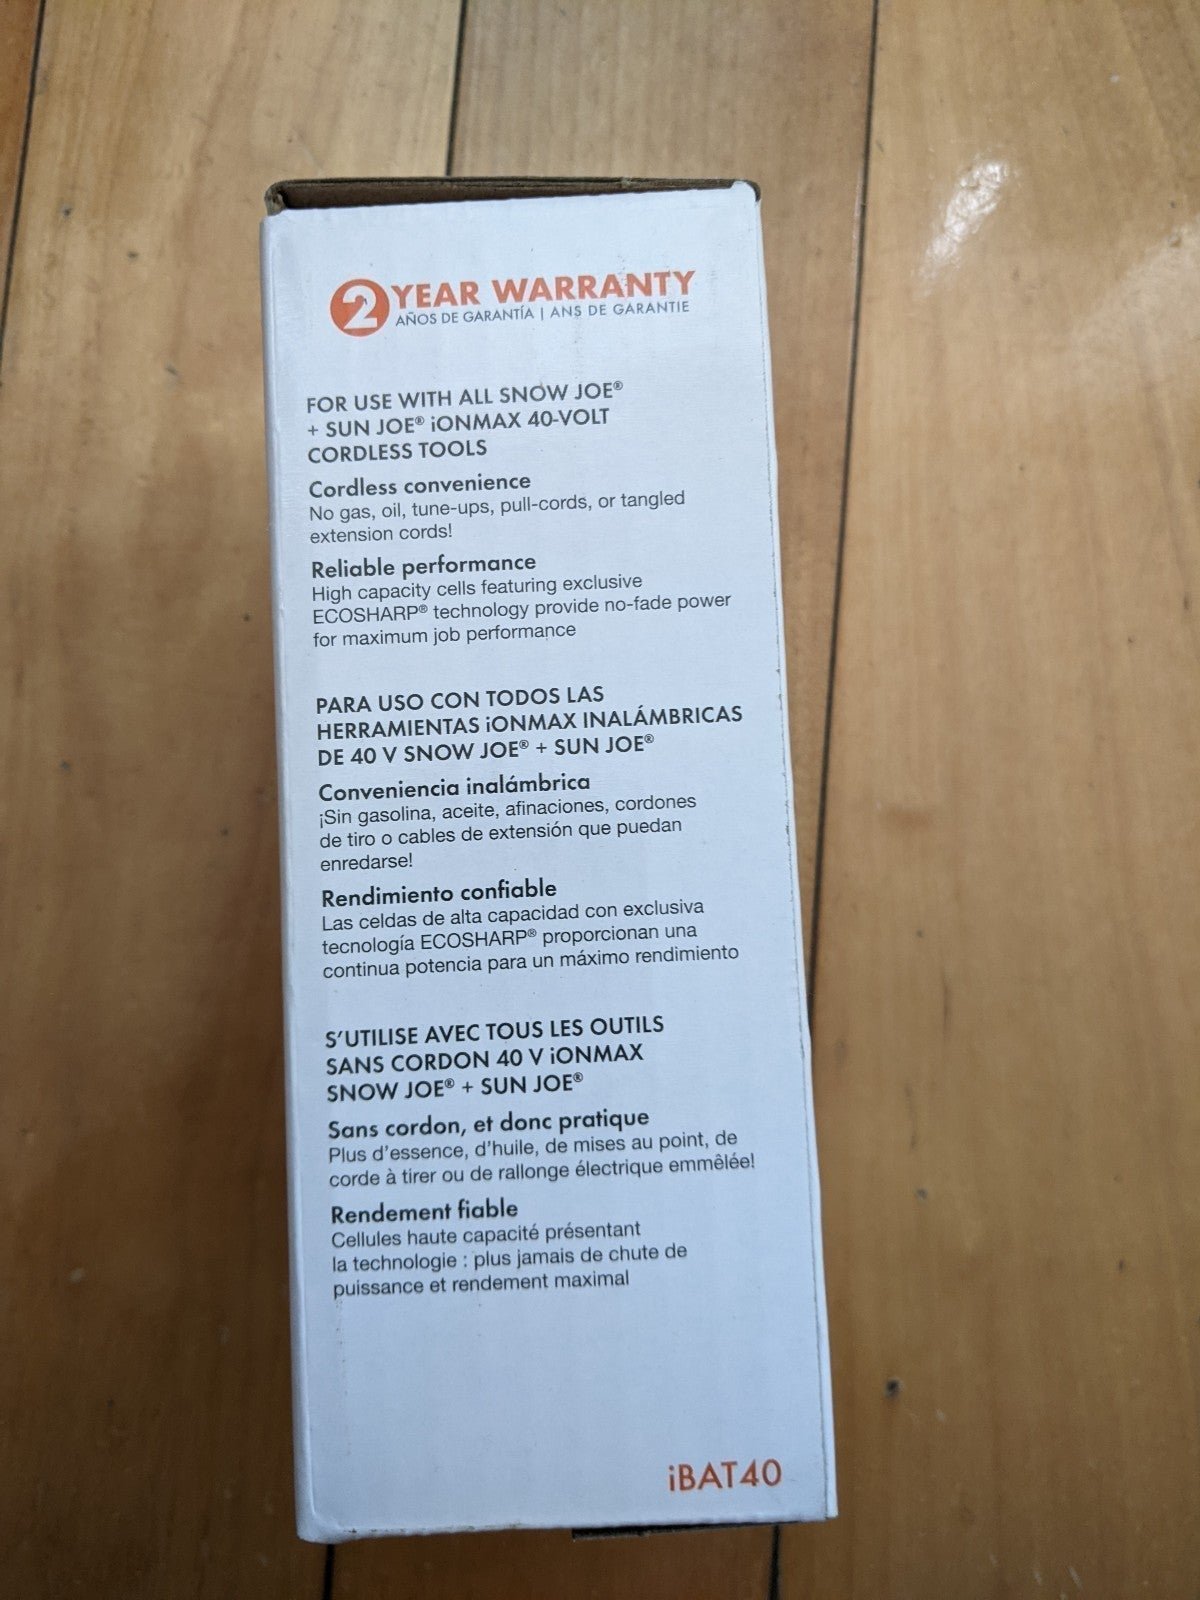 2 YEAR WARRANTY
AÑOS DE GARANTÍA | ANS DE GARANTIE
FOR USE WITH ALL SNOW JOE®
+ SUN JOE® iONMAX 40-VOLT
CORDLESS TOOLS
Cordless convenience
No gas, oil, tune-ups, pull-cords, or tangled
extension cords!
Reliable performance
High capacity cells featuring exclusive
ECOSHARP® technology provide no-fade power
for maximum job performance
PARA USO CON TODOS LAS
HERRAMIENTAS iONMAX INALÁMBRICAS
DE 40 V SNOW JOE® + SUN JOE®
Conveniencia inalámbrica
¡Sin gasolina, aceite, afinaciones, cordones
de tiro o cables de extensión que puedan
enredarse!
Rendimiento confiable
Las celdas de alta capacidad con exclusiva
tecnología ECOSHARP® proporcionan una
continua potencia para un máximo rendimiento
S'UTILISE AVEC TOUS LES OUTILS
SANS CORDON 40 V iONMAX
SNOW JOE® + SUN JOE®
Sans cordon, et donc pratique
Plus d'essence, d'huile, de mises au point, de
corde à tirer ou de rallonge électrique emmêlée!
Rendement fiable
Cellules haute capacité présentant
la technologie : plus jamais de chute de
puissance et rendement maximal
iBAT40